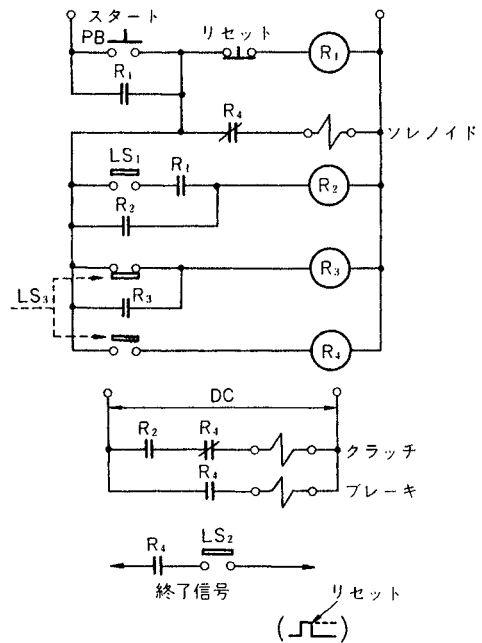 スタート
PB
リセット
R₁
R₁
R₄
ソレノイド
LS₁
R₁
R₂
R₂
R₃
LS₃
R₃
R₄
DC
R₂
R₄
クラッチ
R₄
ブレーキ
R₄
LS₂
終了信号
リセット
( )